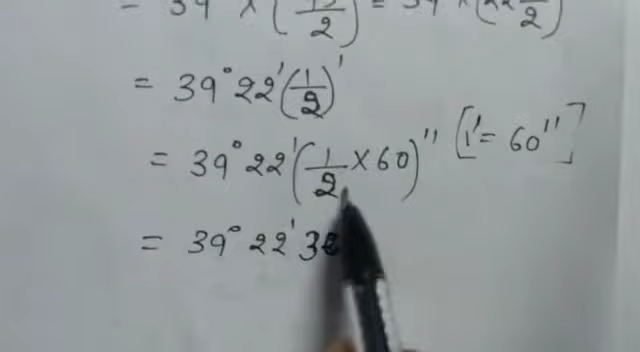 = 39° 22' (1/2)'
= 39° 22' (1/2 × 60)'' [1' = 60'']
= 39° 22' 3